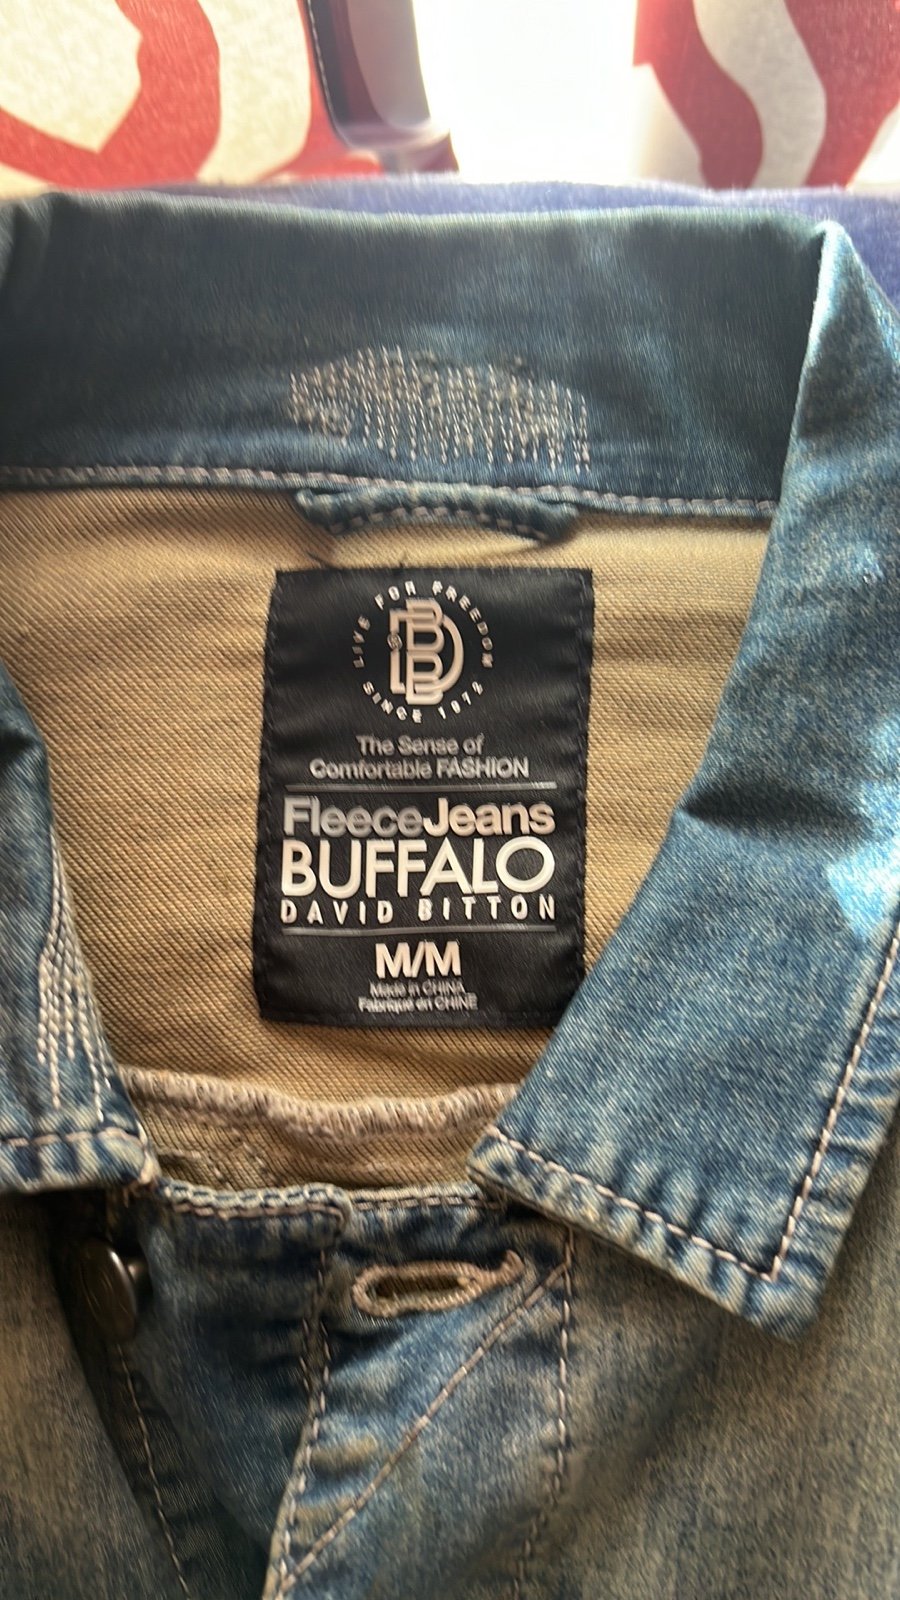 LIVE FOR FREEDOM
BB
SINCE 1972
The Sense of
Comfortable FASHION
FleeceJeans
BUFFALO
DAVID BITTON
M/M
Made in CHINA
Fabriqué en CHINE